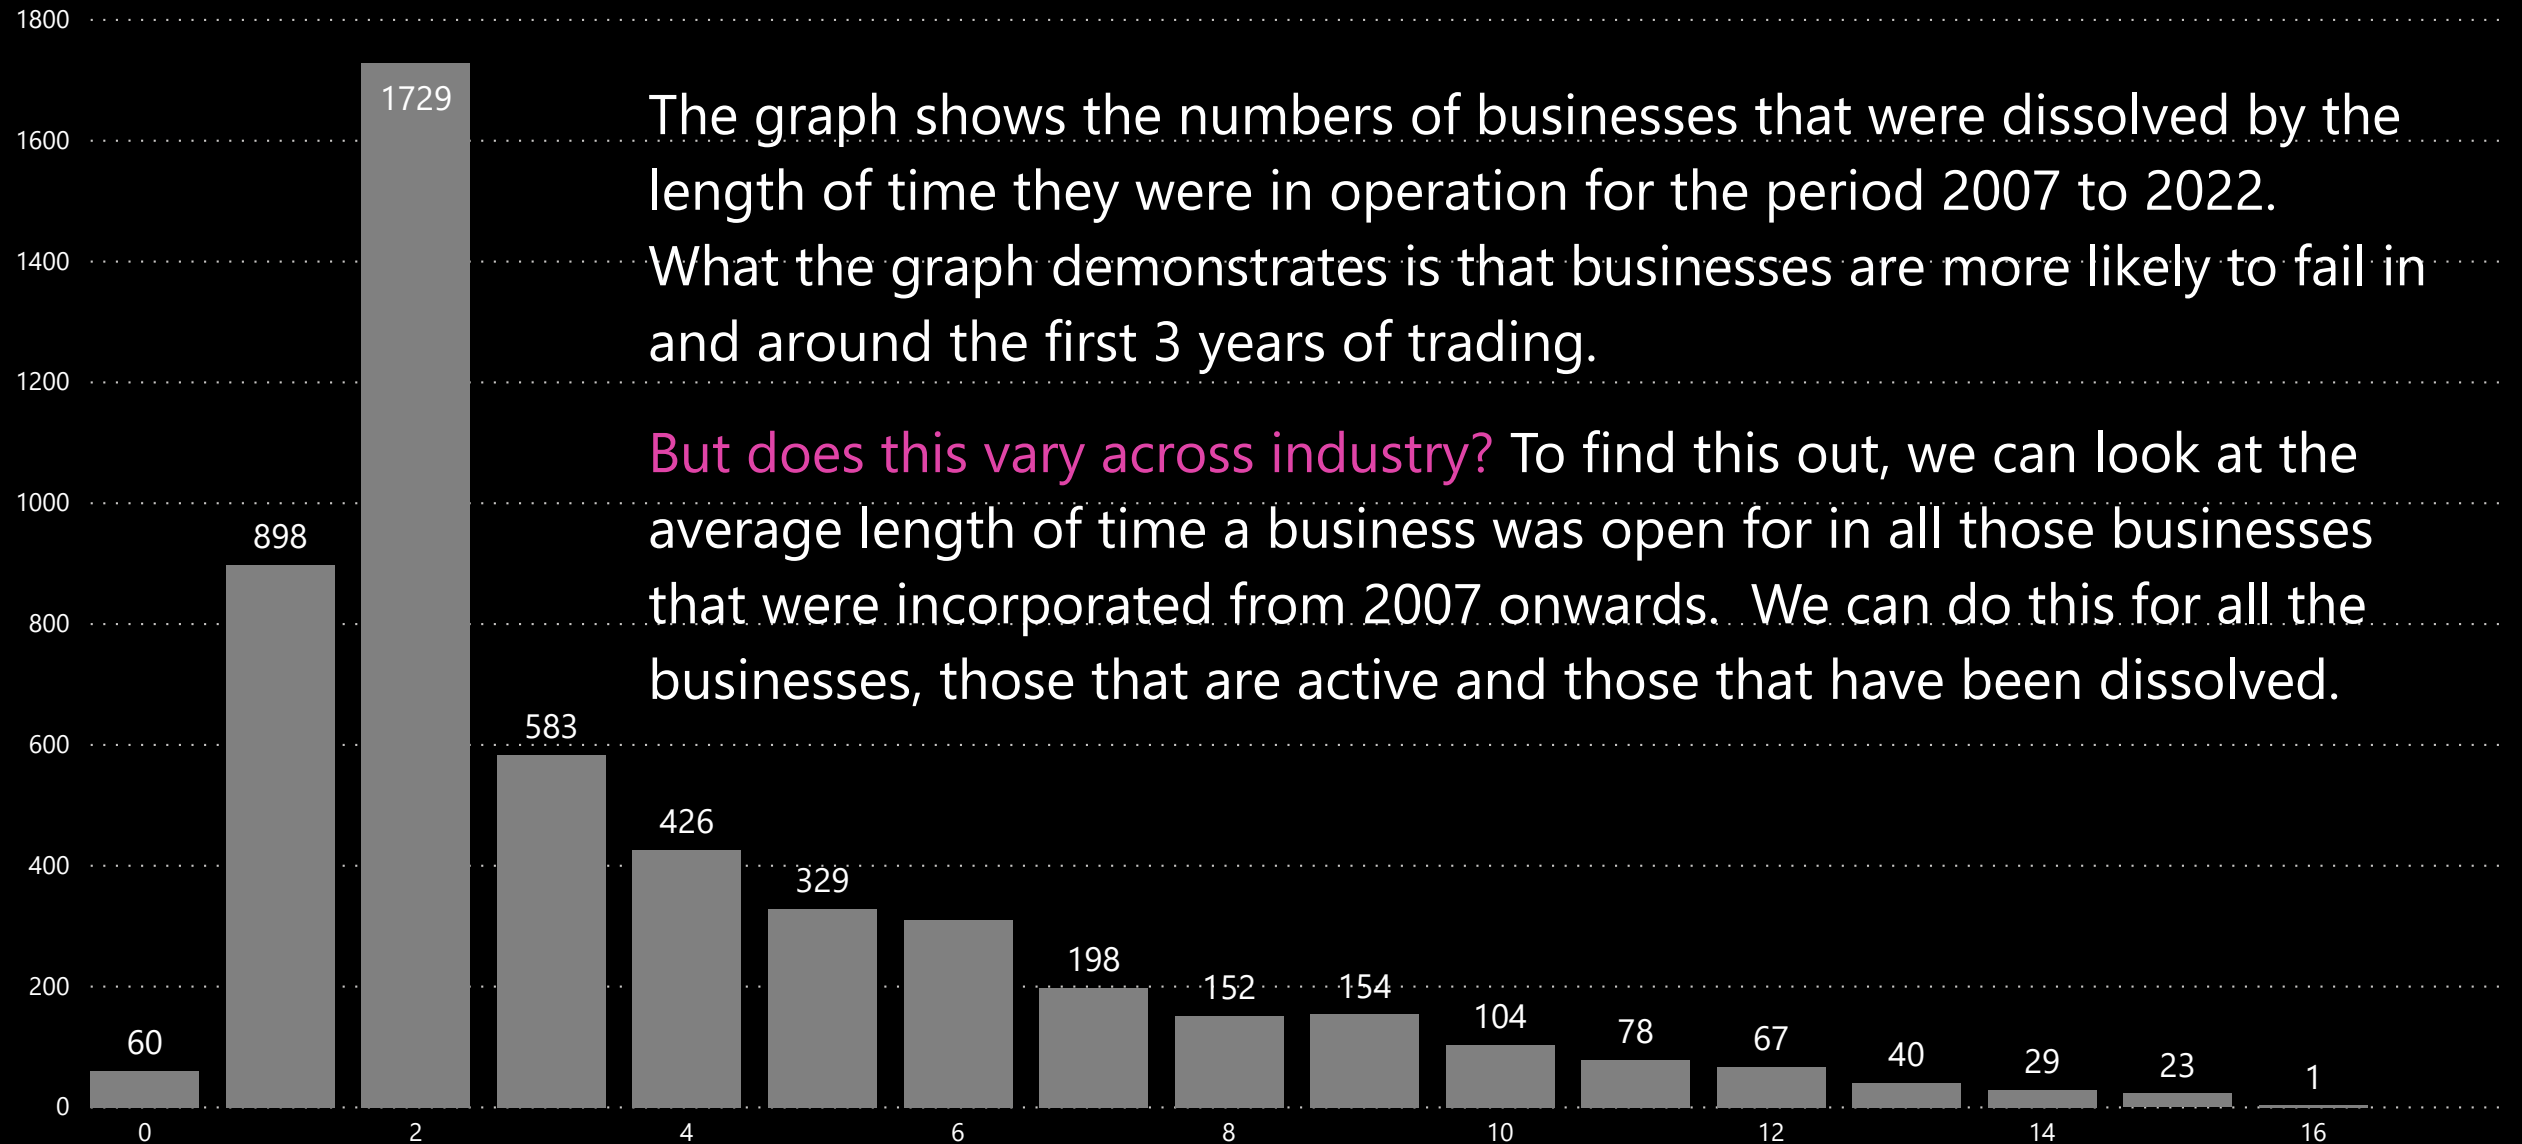 1800
1729
The graph shows the numbers of businesses that were dissolved by the
1600
length of time they were in operation for the period 2007 to 2022.
1400
What the graph demonstrates is that businesses are more likely to fail in
and around the first 3 years of trading.
1200
But does this vary across industry? To find this out, we can look at the
1000
average length of time a business was open for in all those businesses
898
that were incorporated from 2007 onwards.  We can do this for all the
800
businesses, those that are active and those that have been dissolved.
583
600
426
400
329
198
200
152
154
104
78
67
60
40
29
23
1
0
0 2 4 6 8 10 12 14 16